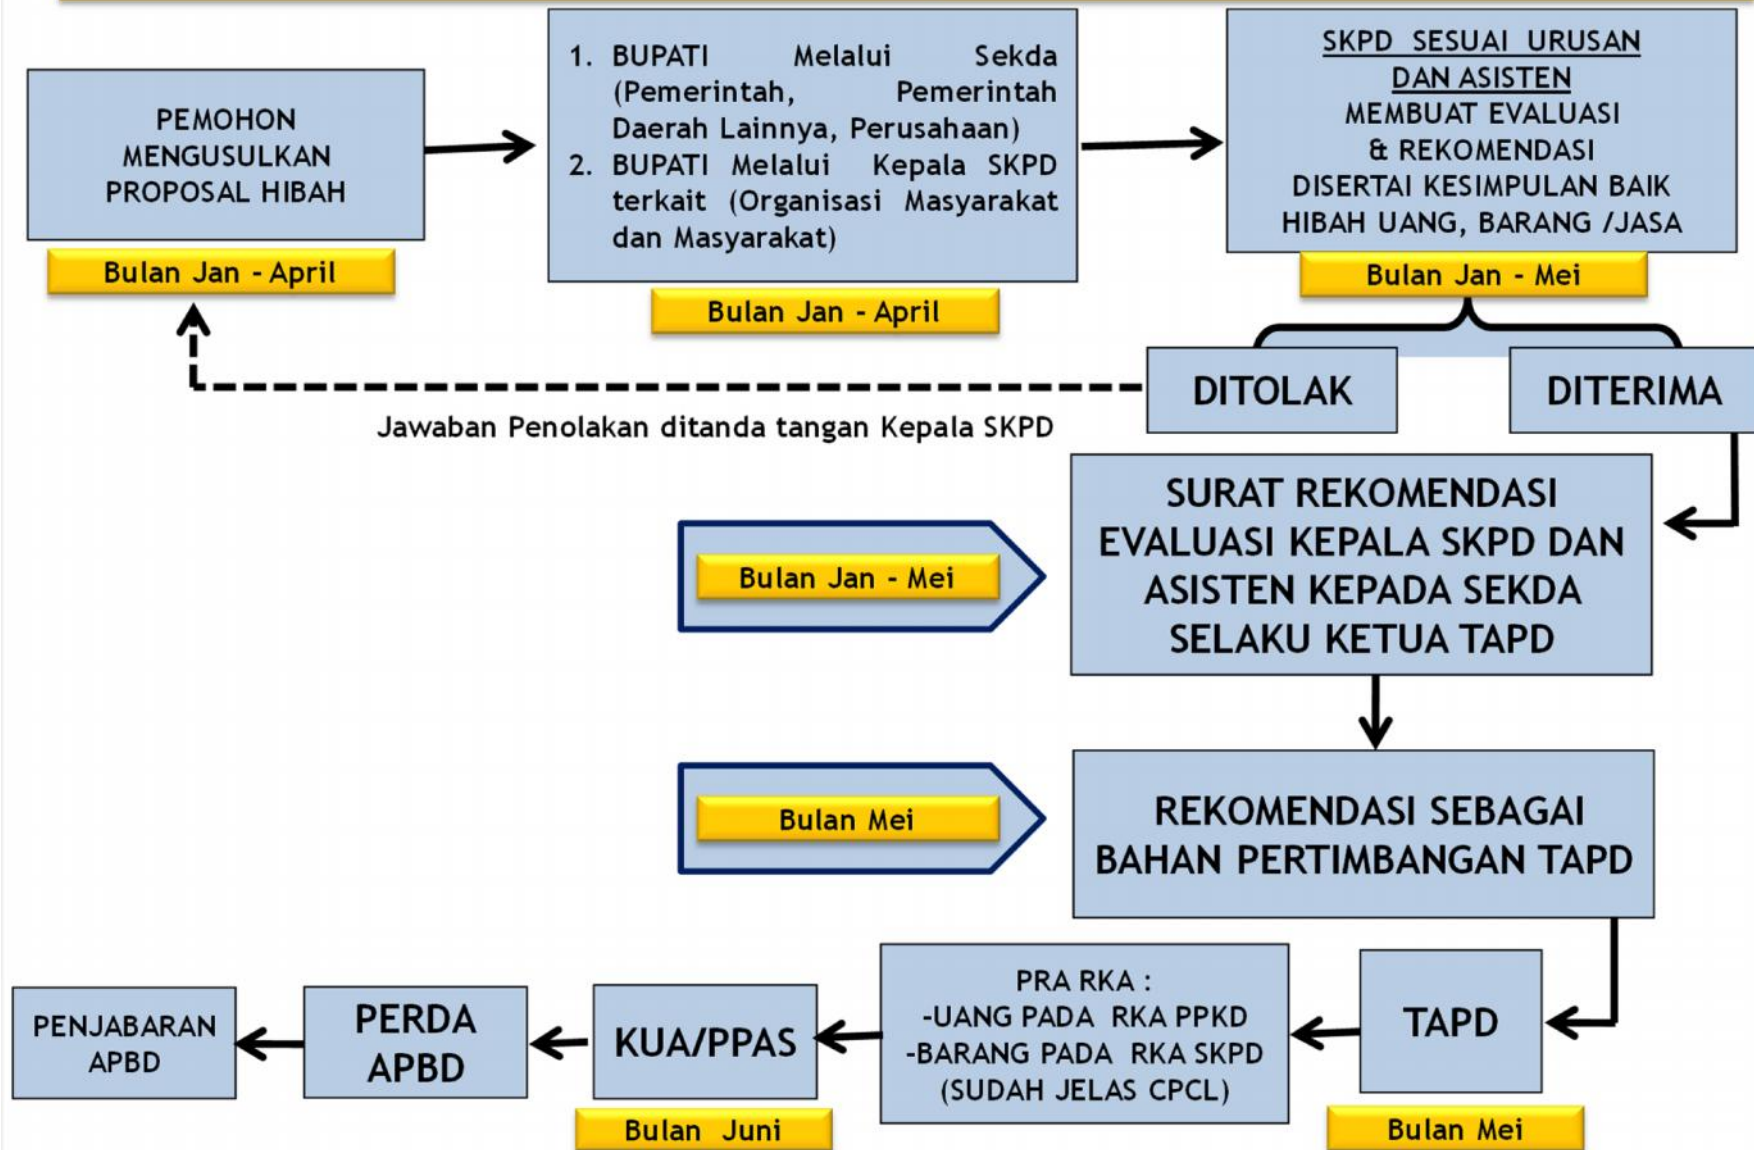 PEMOHON
MENGUSULKAN
PROPOSAL HIBAH
Bulan Jan - April
1. BUPATI Melalui Sekda
(Pemerintah, Pemerintah
Daerah Lainnya, Perusahaan)
2. BUPATI Melalui Kepala SKPD
terkait (Organisasi Masyarakat
dan Masyarakat)
Bulan Jan - April
SKPD SESUAI URUSAN
DAN ASISTEN
MEMBUAT EVALUASI
& REKOMENDASI
DISERTAI KESIMPULAN BAIK
HIBAH UANG, BARANG /JASA
Bulan Jan - Mei
DITOLAK
DITERIMA
Jawaban Penolakan ditanda tangan Kepala SKPD
Bulan Jan - Mei
SURAT REKOMENDASI
EVALUASI KEPALA SKPD DAN
ASISTEN KEPADA SEKDA
SELAKU KETUA TAPD
Bulan Mei
REKOMENDASI SEBAGAI
BAHAN PERTIMBANGAN TAPD
TAPD
Bulan Mei
PRA RKA :
-UANG PADA RKA PPKD
-BARANG PADA RKA SKPD
(SUDAH JELAS CPCL)
KUA/PPAS
Bulan Juni
PERDA
APBD
PENJABARAN
APBD